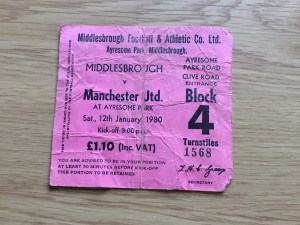 Middlesbrough Football & Athletic Co. Ltd.
Ayresome Park, Middlesbrough.
MIDDLESBROUGH
v
Manchester Utd.
AT AYRESOME PARK
Sat., 12th January 1980
Kick-off 3:00 p.m.
£1.10 (Inc. VAT)
YOU ARE ADVISED TO BE IN YOUR POSITION
AT LEAST 30 MINUTES BEFORE KICK-OFF
THIS PORTION TO BE RETAINED
AYRESOME
PARK ROAD
CLIVE ROAD
ENTRANCE
Block
4
Turnstiles
1568
SECRETARY